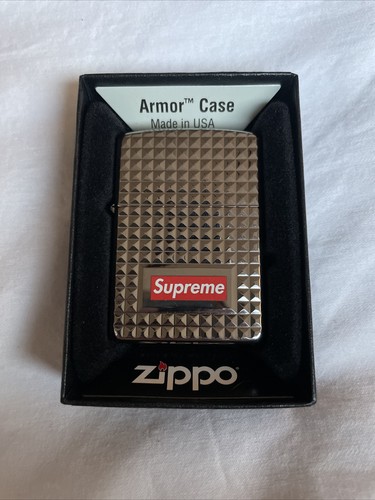 Armor™ Case
Made in USA
Supreme
zippo